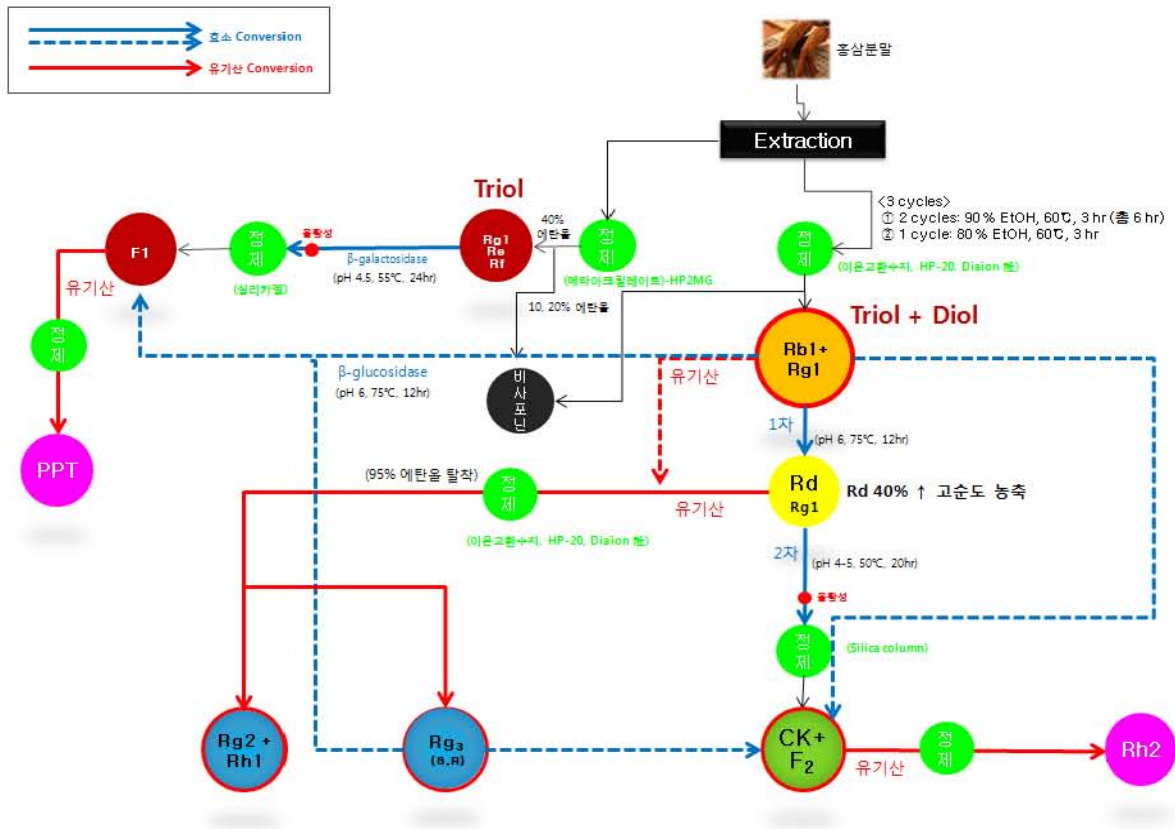 효소 Conversion
유기산 Conversion
홍삼분말
Extraction
<3 cycles>
① 2 cycles: 90% EtOH, 60℃, 3 hr (총 6 hr)
② 1 cycle: 80% EtOH, 60℃, 3 hr
Triol
40%
에탄올
정
제
(메타아크릴레이트)-HP2MG
정
제
(이온교환수지, HP-20, Diaion 社)
Rg1
Re
Rf
불활성
β-galactosidase
(pH 4.5, 55℃, 24hr)
정
제
(실리카겔)
F1
유기산
정
제
PPT
10, 20% 에탄올
비
사
포
닌
Triol + Diol
Rb1+
Rg1
β-glucosidase
(pH 6, 75℃, 12hr)
유기산
1차
(pH 6, 75℃, 12hr)
Rd
Rg1
Rd 40% ↑ 고순도 농축
(95% 에탄올 탈착)
정
제
유기산
(이온교환수지, HP-20, Diaion 社)
2차
(pH 4-5, 50℃, 20hr)
불활성
정
제
(Silica column)
Rg2 +
Rh1
Rg3
(S,R)
CK+
F2
유기산
정
제
Rh2